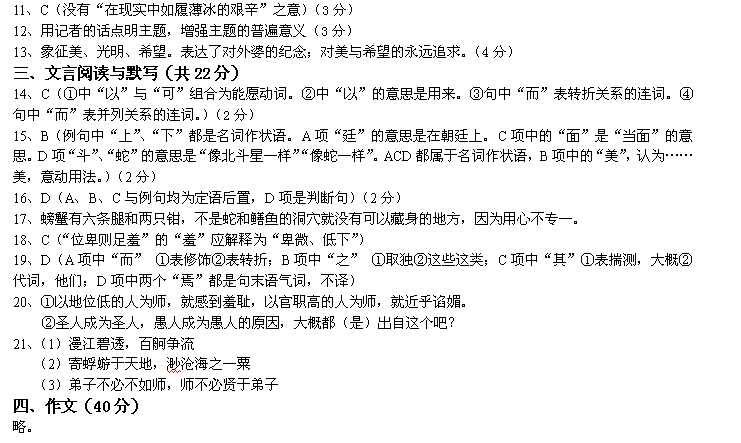 11、C（没有“在现实中如履薄冰的艰辛”之意）（3分）
12、用记者的话点明主题，增强主题的普遍意义（3分）
13、象征美、光明、希望。表达了对外婆的纪念；对美与希望的永远追求。（4分）
三、文言阅读与默写（共22分）
14、C（①中“以”与“可”组合为能愿动词。②中“以”的意思是用来。③句中“而”表转折关系的连词。④
句中“而”表并列关系的连词。）（2分）
15、B（例句中“上”、“下”都是名词作状语。A项“廷”的意思是在朝廷上。C项中的“面”是“当面”的意
思。D项“斗”、“蛇”的意思是“像北斗星一样”“像蛇一样”。ACD都属于名词作状语，B项中的“美”，认为……
美，意动用法。）（2分）
16、D（A、B、C与例句均为定语后置，D项是判断句）（2分）
17、螃蟹有六条腿和两只钳，不是蛇和鳝鱼的洞穴就没有可以藏身的地方，因为用心不专一。
18、C（“位卑则足羞”的“羞”应解释为“卑微、低下”）
19、D（A项中“而” ①表修饰②表转折；B项中“之” ①取独②这些这类；C项中“其”①表揣测，大概②
代词，他们；D项中两个“焉”都是句末语气词，不译）
20、①以地位低的人为师，就感到羞耻，以官职高的人为师，就近乎谄媚。
②圣人成为圣人，愚人成为愚人的原因，大概都（是）出自这个吧？
21、（1）漫江碧透，百舸争流
（2）寄蜉蝣于天地，渺沧海之一粟
（3）弟子不必不如师，师不必贤于弟子
四、作文（40分）
略。